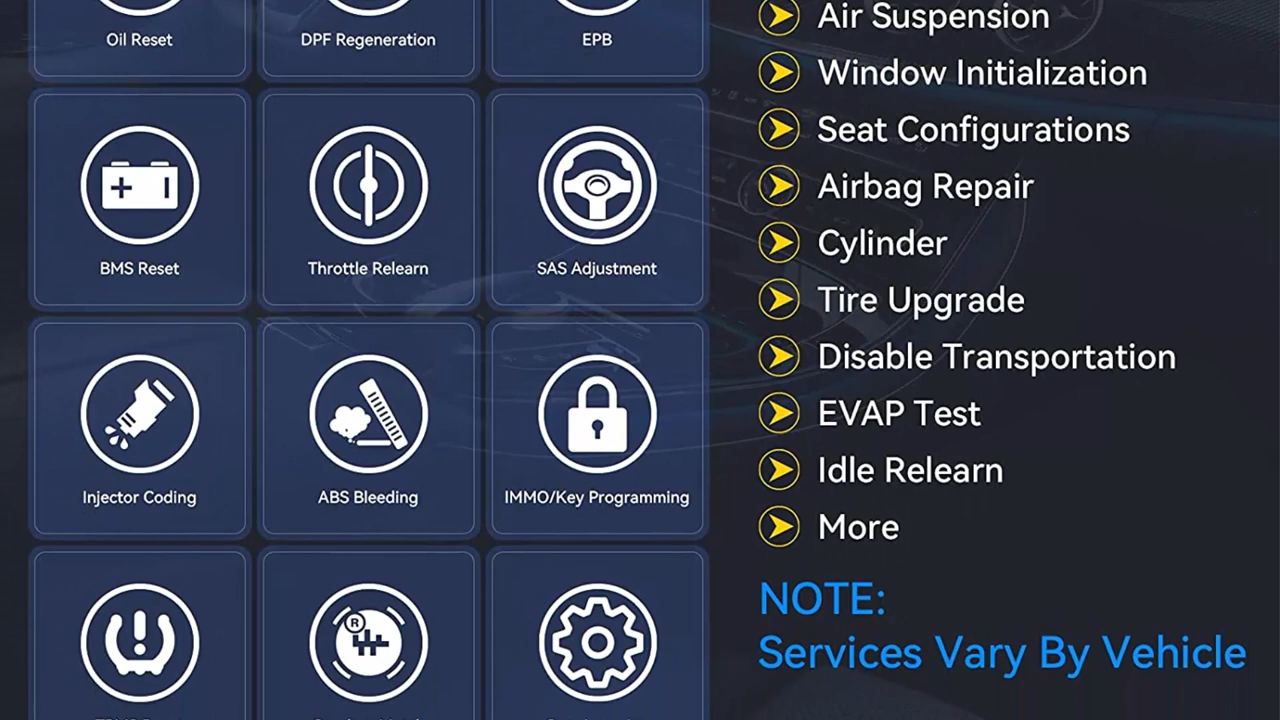 Oil Reset
DPF Regeneration
EPB
BMS Reset
Throttle Relearn
SAS Adjustment
Injector Coding
ABS Bleeding
IMMO/Key Programming
R
Air Suspension
Window Initialization
Seat Configurations
Airbag Repair
Cylinder
Tire Upgrade
Disable Transportation
EVAP Test
Idle Relearn
More
NOTE:
Services Vary By Vehicle